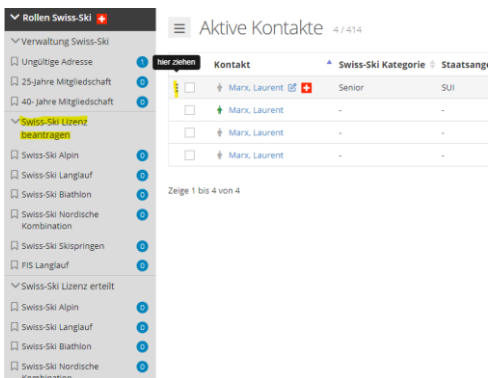 Rollen Swiss-Ski
Verwaltung Swiss-Ski
Ungültige Adresse 1
25-Jahre Mitgliedschaft 0
40- Jahre Mitgliedschaft 0
Swiss-Ski Lizenz
beantragen
Swiss-Ski Alpin 0
Swiss-Ski Langlauf 0
Swiss-Ski Biathlon 0
Swiss-Ski Nordische
Kombination 0
Swiss-Ski Skispringen 0
FIS Langlauf 0
Swiss-Ski Lizenz erteilt
Swiss-Ski Alpin 0
Swiss-Ski Langlauf 0
Swiss-Ski Biathlon 0
Swiss-Ski Nordische 0
Kombination
Aktive Kontakte 4 / 414
hier ziehen
Kontakt Swiss-Ski Kategorie Staatsange
Marx, Laurent Senior SUI
Marx, Laurent - -
Marx, Laurent - -
Marx, Laurent - -
Zeige 1 bis 4 von 4